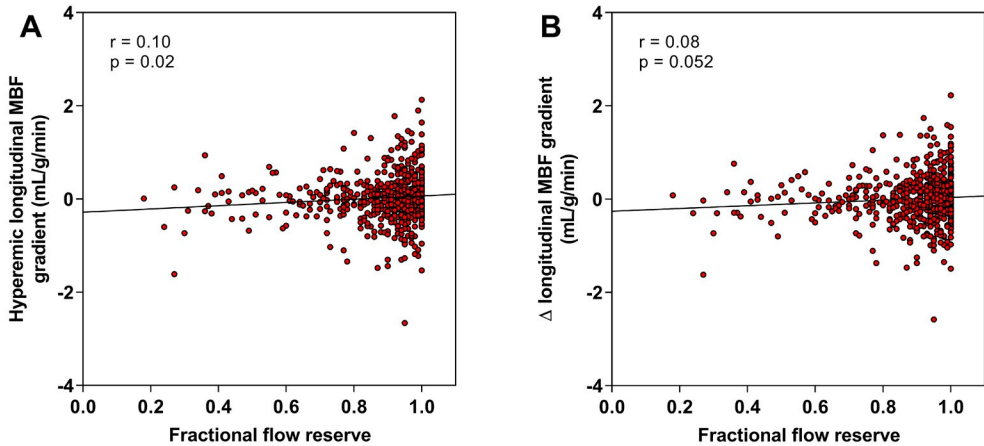 A
r = 0.10
p = 0.02
Hyperemic longitudinal MBF
gradient (mL/g/min)
4
2
0
-2
-4
0.0 0.2 0.4 0.6 0.8 1.0
Fractional flow reserve
B
r = 0.08
p = 0.052
Δ longitudinal MBF gradient
(mL/g/min)
4
2
0
-2
-4
0.0 0.2 0.4 0.6 0.8 1.0
Fractional flow reserve